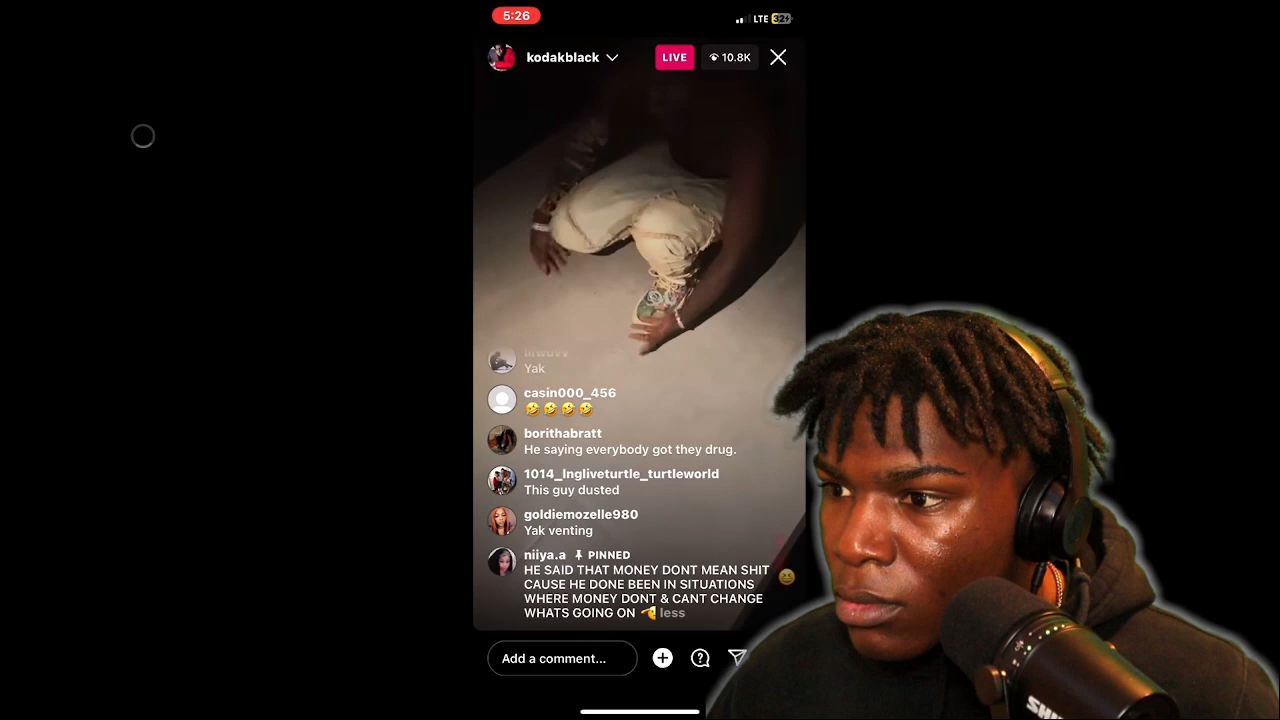 5:26
LTE
32
kodakblack
LIVE
10.8K
Yak
casin000_456
🤣🤣🤣🤣
borithabratt
He saying everybody got they drug.
1014_lngliveturtle_turtleworld
This guy dusted
goldiemozelle980
Yak venting
niiya.a PINNED
HE SAID THAT MONEY DONT MEAN SHIT
CAUSE HE DONE BEEN IN SITUATIONS
WHERE MONEY DONT & CANT CHANGE
WHATS GOING ON 🫡 less
Add a comment...